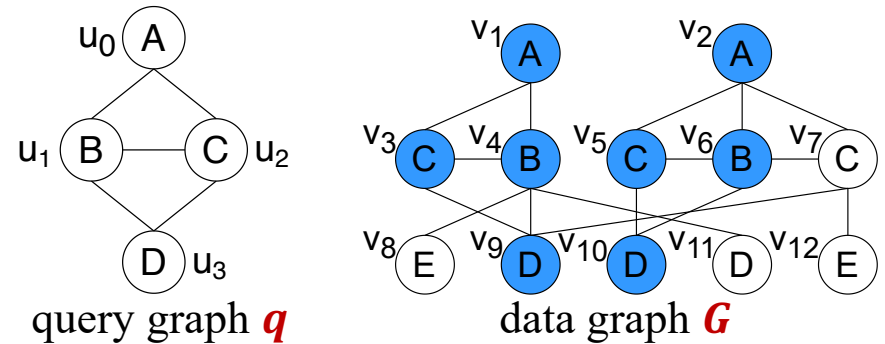 u0 A
u1 B C u2
D u3
query graph q
v1 A v2 A
v3 C v4 B v5 C v6 B v7 C
v8 E v9 D v10 D v11 D v12 E
data graph G